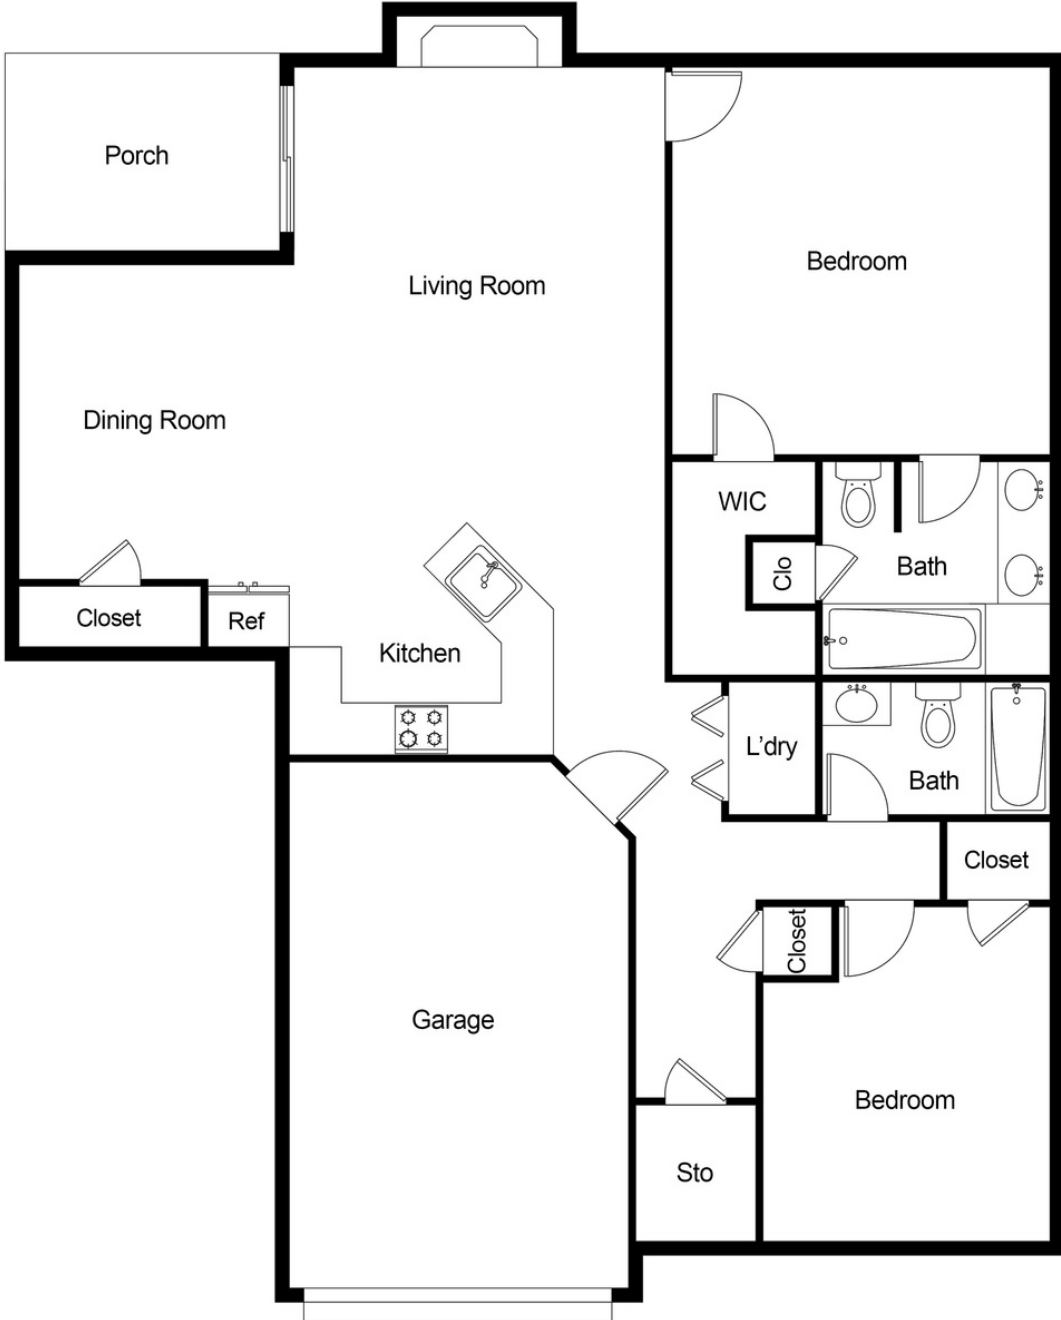 Porch
Living Room
Bedroom
Dining Room
WIC
Clo
Bath
Closet
Ref
Kitchen
L'dry
Bath
Closet
Closet
Garage
Bedroom
Sto